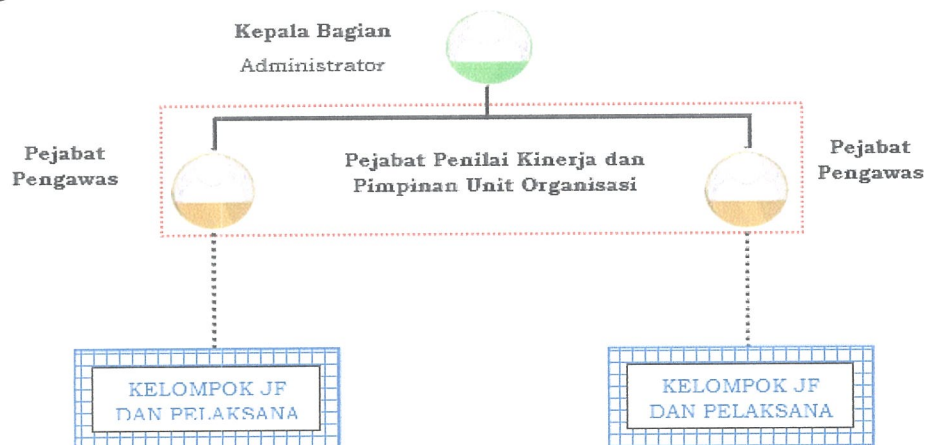 Kepala Bagian
Administrator
Pejabat
Pengawas
Pejabat Penilai Kinerja dan
Pimpinan Unit Organisasi
Pejabat
Pengawas
KELOMPOK JF
DAN PELAKSANA
KELOMPOK JF
DAN PELAKSANA